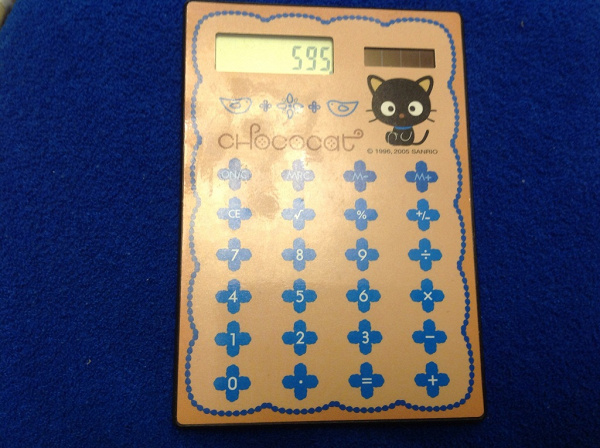 595
CHOCOCAT
© 1996, 2005 SANRIO
ON/C MRC M- M+
CE √ % +/−
7 8 9 ÷
4 5 6 ×
1 2 3 −
0 . = +